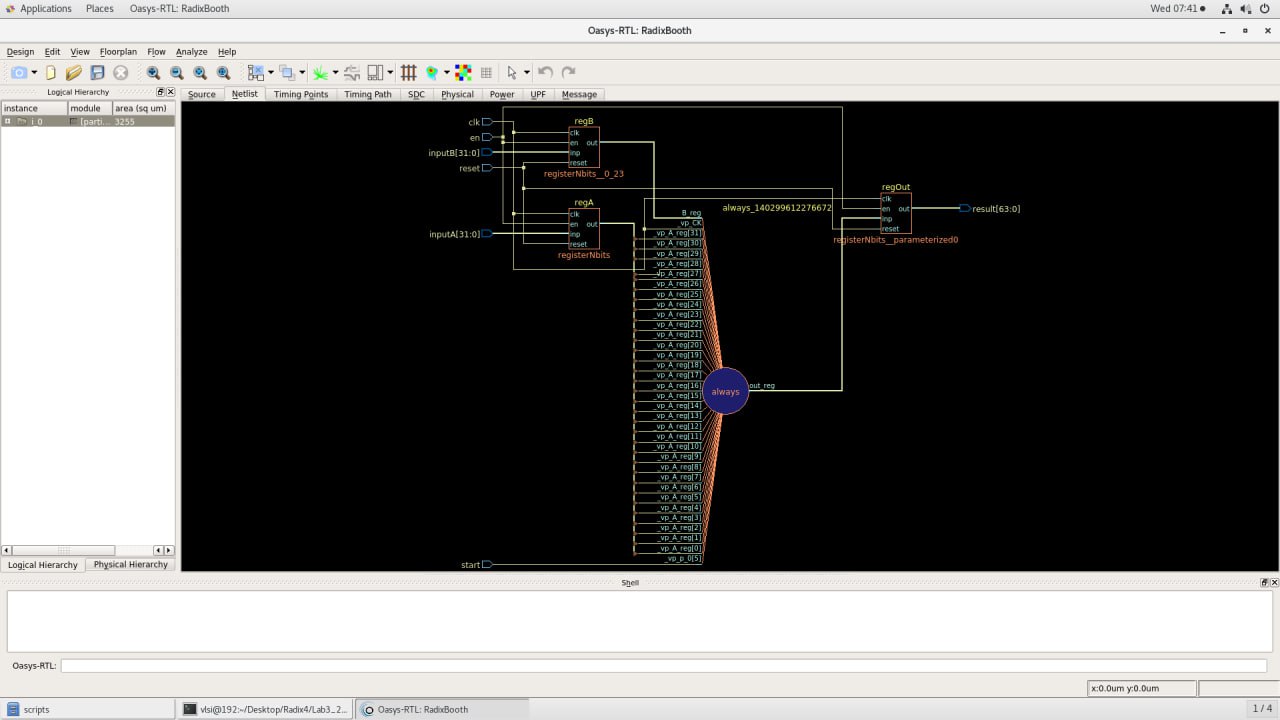 Applications Places Oasys-RTL: RadixBooth Wed 07:41
Oasys-RTL: RadixBooth
Design Edit View Floorplan Flow Analyze Help
Logical Hierarchy
instance module area (sq um)
i_0 [parti... 3255
Source Netlist Timing Points Timing Path SDC Physical Power UPF Message
clk
en
inputB[31:0]
reset
inputA[31:0]
regB
clk
en out
inp
reset
registerNbits__0_23
regA
clk
en out
inp
reset
registerNbits
always_140299612276672
regOut
clk
en out
inp
reset
registerNbits__parameterized0
result[63:0]
B_reg
vp_CK
_vp_A_reg[31]
_vp_A_reg[30]
_vp_A_reg[29]
_vp_A_reg[28]
_vp_A_reg[27]
_vp_A_reg[26]
_vp_A_reg[25]
_vp_A_reg[24]
_vp_A_reg[23]
_vp_A_reg[22]
_vp_A_reg[21]
_vp_A_reg[20]
_vp_A_reg[19]
_vp_A_reg[18]
_vp_A_reg[17]
_vp_A_reg[16]
_vp_A_reg[15]
_vp_A_reg[14]
_vp_A_reg[13]
_vp_A_reg[12]
_vp_A_reg[11]
_vp_A_reg[10]
_vp_A_reg[9]
_vp_A_reg[8]
_vp_A_reg[7]
_vp_A_reg[6]
_vp_A_reg[5]
_vp_A_reg[4]
_vp_A_reg[3]
_vp_A_reg[2]
_vp_A_reg[1]
_vp_A_reg[0]
_vp_p_0[5]
always
out_reg
start
Logical Hierarchy Physical Hierarchy
Shell
Oasys-RTL:
x:0.0um y:0.0um
scripts vlsi@192:~/Desktop/Radix4/Lab3_2... Oasys-RTL: RadixBooth 1 / 4